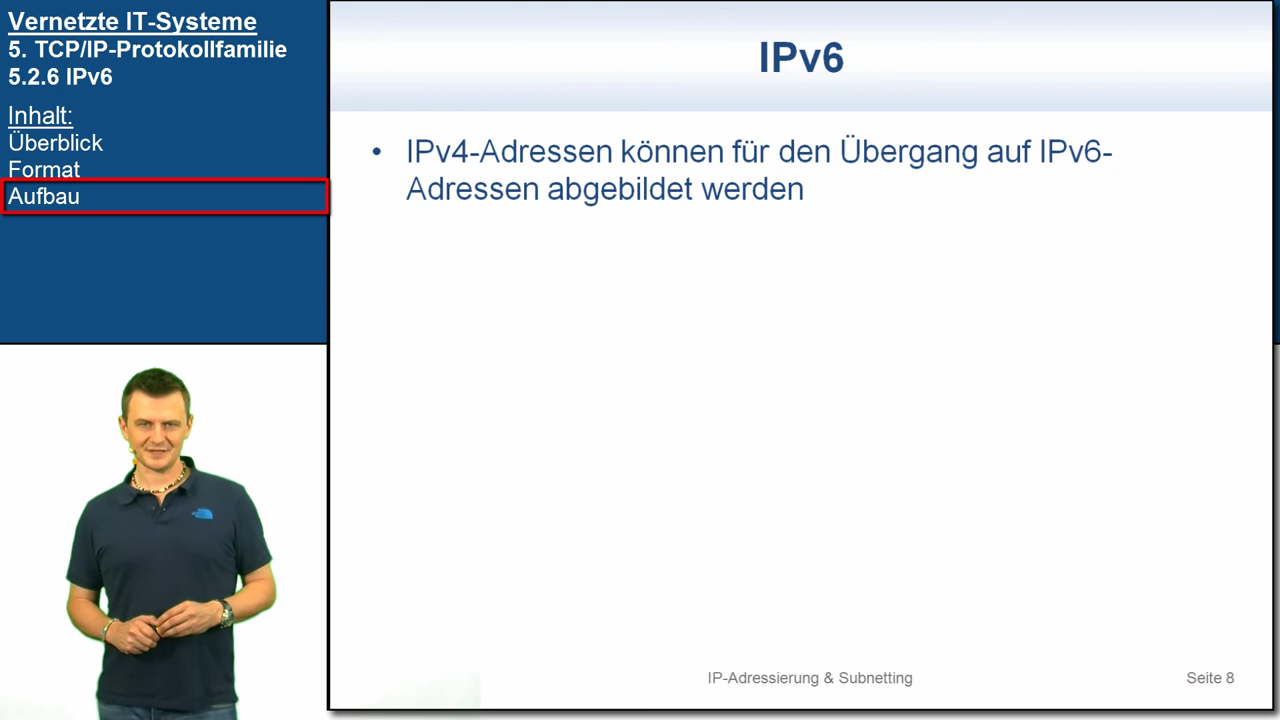 Vernetzte IT-Systeme
5. TCP/IP-Protokollfamilie
5.2.6 IPv6
Inhalt:
Überblick
Format
Aufbau
IPv6
• IPv4-Adressen können für den Übergang auf IPv6-
Adressen abgebildet werden
IP-Adressierung & Subnetting
Seite 8